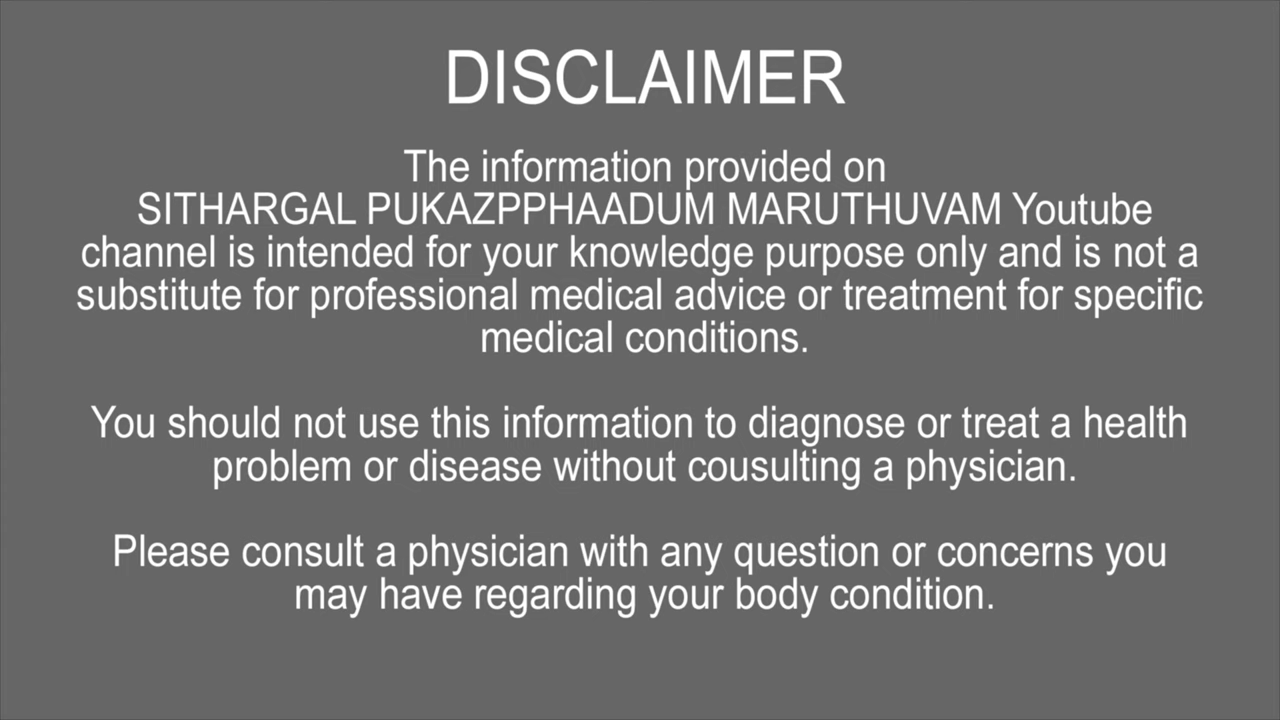 DISCLAIMER
The information provided on
SITHARGAL PUKAZPPHAADUM MARUTHUVAM Youtube
channel is intended for your knowledge purpose only and is not a
substitute for professional medical advice or treatment for specific
medical conditions.
You should not use this information to diagnose or treat a health
problem or disease without cousulting a physician.
Please consult a physician with any question or concerns you
may have regarding your body condition.